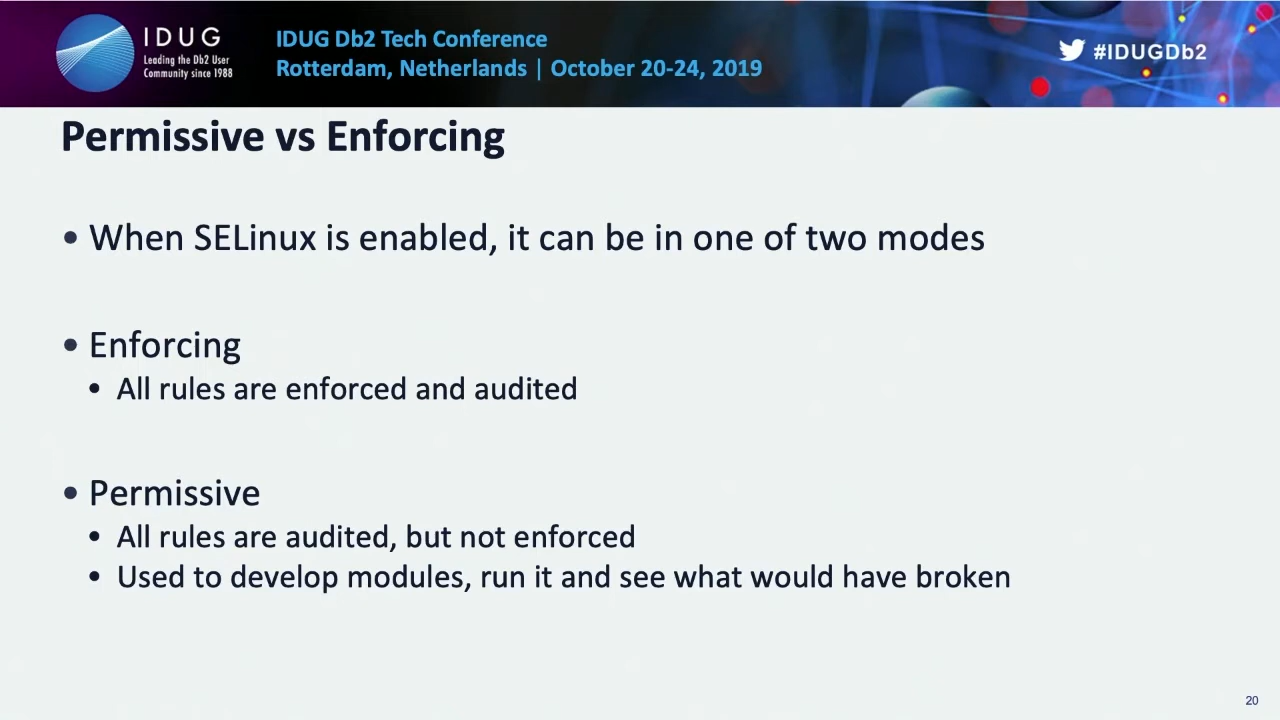 IDUG
Leading the Db2 User
Community since 1988
IDUG Db2 Tech Conference
Rotterdam, Netherlands | October 20-24, 2019
#IDUGDb2
Permissive vs Enforcing
• When SELinux is enabled, it can be in one of two modes
• Enforcing
• All rules are enforced and audited
• Permissive
• All rules are audited, but not enforced
• Used to develop modules, run it and see what would have broken
20